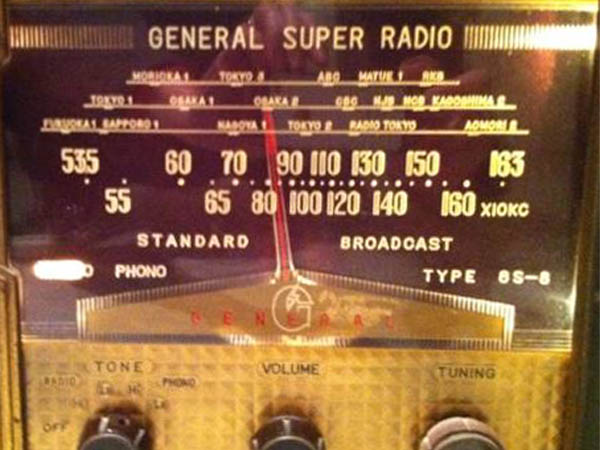 GENERAL SUPER RADIO
MORIOKA 1 TOKYO 3 ABC MATUE 1 RKB
TOKYO 1 OSAKA 1 OSAKA 2 CBC NJB NCB KAGOSHIMA 2
FUKUOKA 1 SAPPORO 1 NAGOYA 1 TOKYO 2 RADIO TOKYO AOMORI 2
535 60 70 90 110 130 150 163
55 65 80 100 120 140 160 X10KC
STANDARD BROADCAST
PHONO TYPE 6S-6
G
GENERAL
TONE VOLUME TUNING
RADIO PHONO
OFF